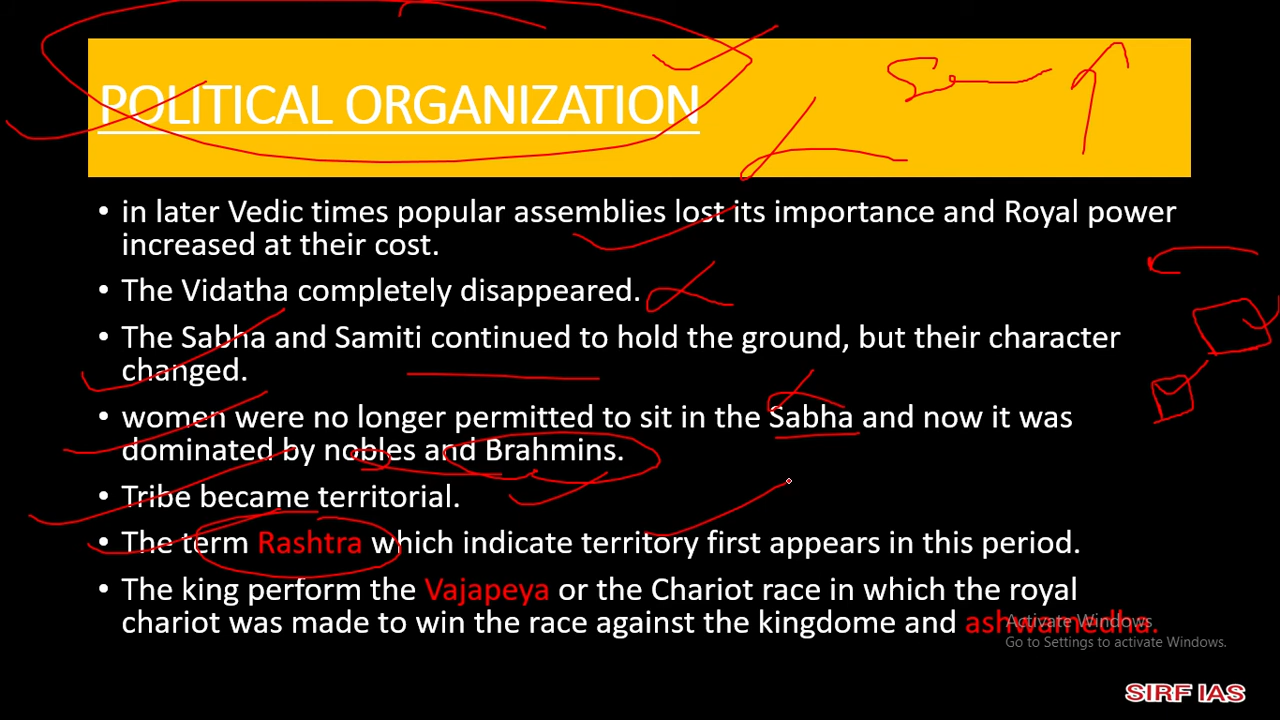 POLITICAL ORGANIZATION
• in later Vedic times popular assemblies lost its importance and Royal power
increased at their cost.
• The Vidatha completely disappeared.
• The Sabha and Samiti continued to hold the ground, but their character
changed.
• women were no longer permitted to sit in the Sabha and now it was
dominated by nobles and Brahmins.
• Tribe became territorial.
• The term Rashtra which indicate territory first appears in this period.
• The king perform the Vajapeya or the Chariot race in which the royal
chariot was made to win the race against the kingdome and ashwamedha.
Activate Windows
Go to Settings to activate Windows.
SIRF IAS